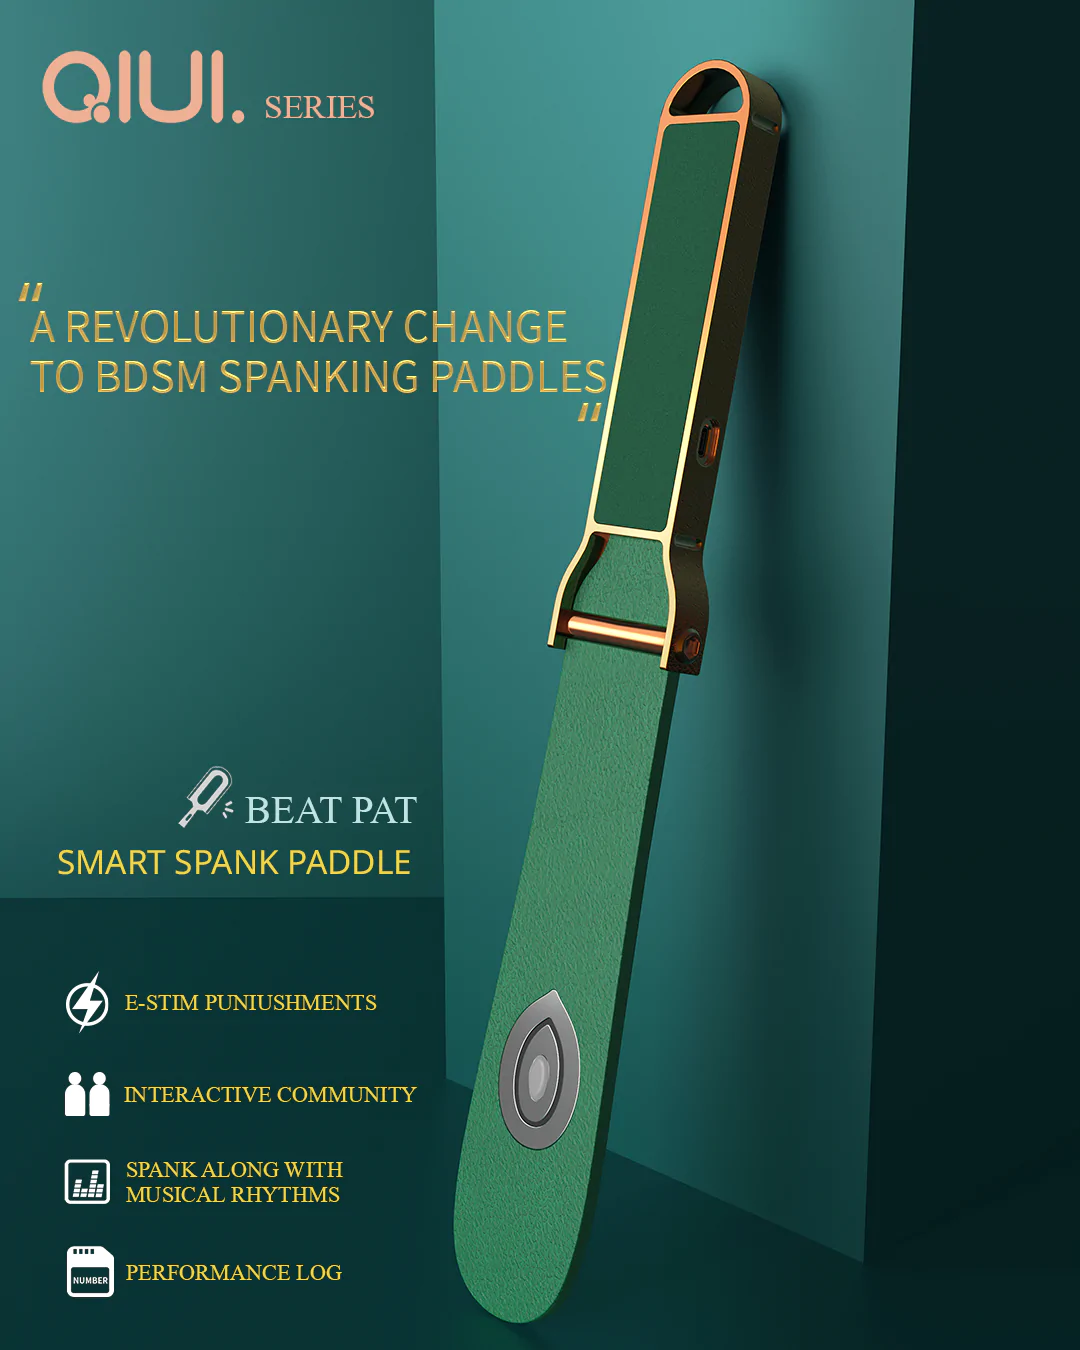 QIUI. SERIES
"A REVOLUTIONARY CHANGE
TO BDSM SPANKING PADDLES"
BEAT PAT
SMART SPANK PADDLE
E-STIM PUNIUSHMENTS
INTERACTIVE COMMUNITY
SPANK ALONG WITH
MUSICAL RHYTHMS
NUMBER PERFORMANCE LOG